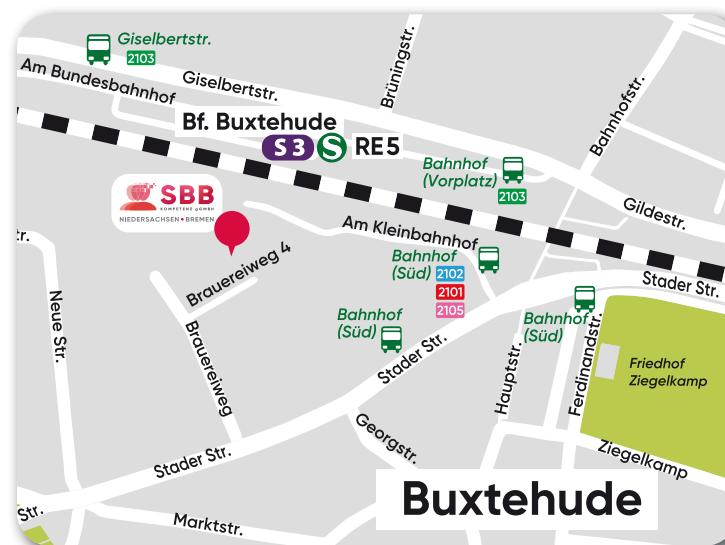 Giselbertstr.
2103
Am Bundesbahnhof
Giselbertstr.
Brüningstr.
Bahnhofstr.
Bf. Buxtehude
S3
S
RE5
Bahnhof
(Vorplatz)
2103
SBB
KOMPETENZ gGMBH
NIEDERSACHSEN • BREMEN
Gildestr.
Am Kleinbahnhof
tr.
Brauereiweg 4
Bahnhof
(Süd)
2102
2101
2105
Stader Str.
Neue Str.
Bahnhof
(Süd)
Bahnhof
(Süd)
Brauereiweg
Stader Str.
Hauptstr.
Ferdinandstr.
Friedhof
Ziegelkamp
Georgstr.
Stader Str.
Ziegelkamp
Str.
Marktstr.
Buxtehude